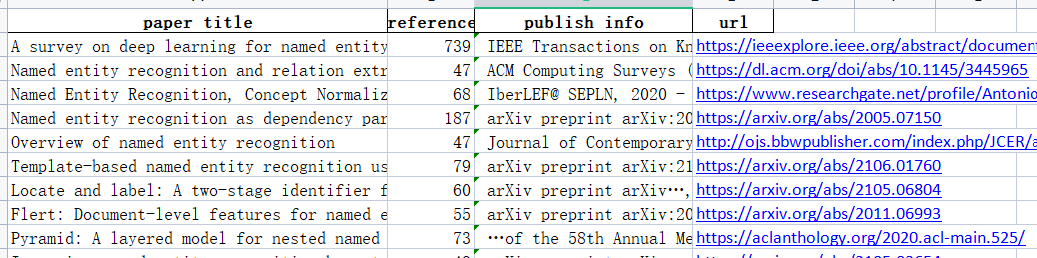 paper title reference publish info url
A survey on deep learning for named entity 739 IEEE Transactions on Kn https://ieeexplore.ieee.org/abstract/document
Named entity recognition and relation extr 47 ACM Computing Surveys ( https://dl.acm.org/doi/abs/10.1145/3445965
Named Entity Recognition, Concept Normaliz 68 IberLEF@ SEPLN, 2020 - https://www.researchgate.net/profile/Antonio
Named entity recognition as dependency par 187 arXiv preprint arXiv:20 https://arxiv.org/abs/2005.07150
Overview of named entity recognition 47 Journal of Contemporary http://ojs.bbwpublisher.com/index.php/JCER/a
Template-based named entity recognition us 79 arXiv preprint arXiv:21 https://arxiv.org/abs/2106.01760
Locate and label: A two-stage identifier f 60 arXiv preprint arXiv…, https://arxiv.org/abs/2105.06804
Flert: Document-level features for named e 55 arXiv preprint arXiv:20 https://arxiv.org/abs/2011.06993
Pyramid: A layered model for nested named 73 …of the 58th Annual Me https://aclanthology.org/2020.acl-main.525/